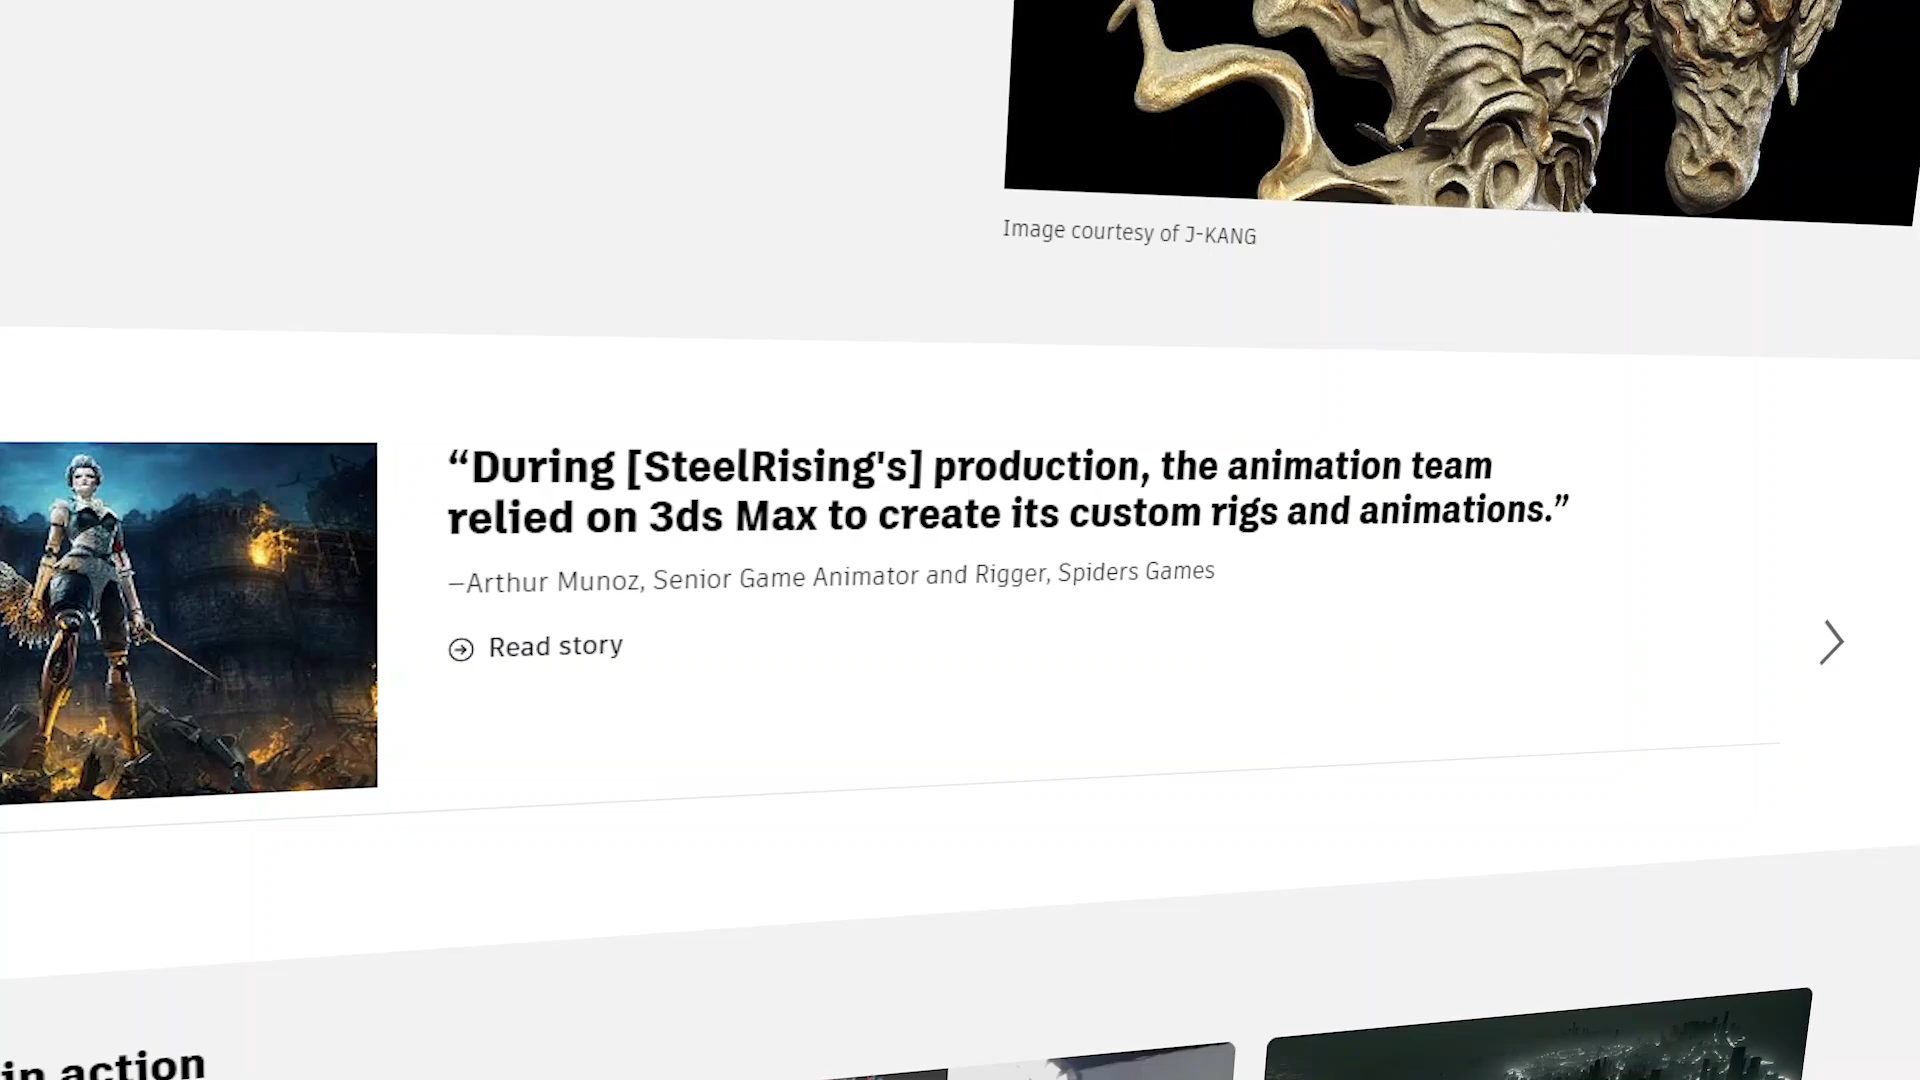 Image courtesy of J-KANG
“During [SteelRising's] production, the animation team
relied on 3ds Max to create its custom rigs and animations.”
—Arthur Munoz, Senior Game Animator and Rigger, Spiders Games
Read story
in action